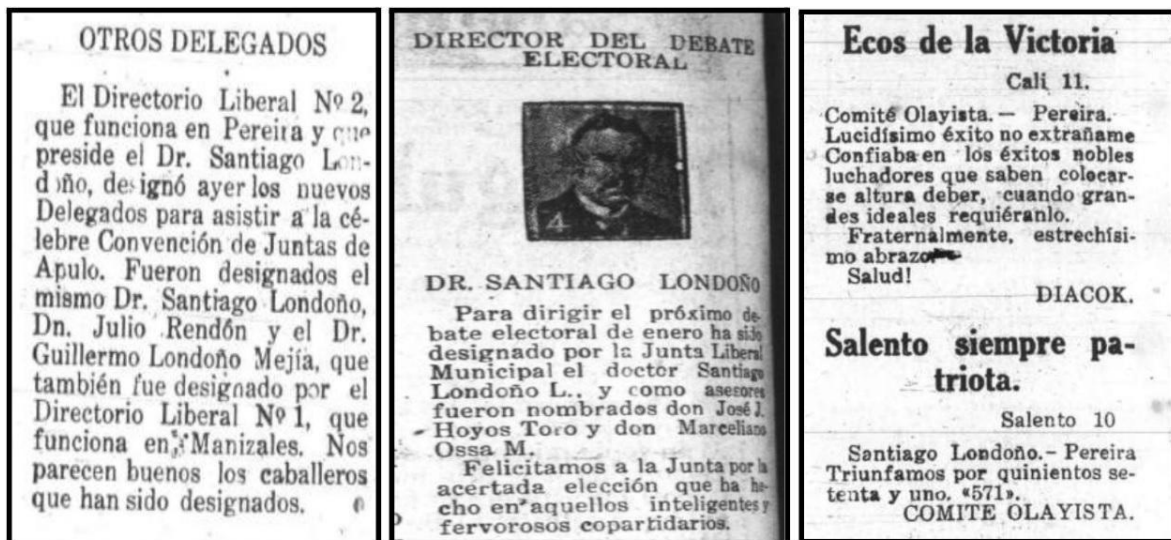 OTROS DELEGADOS
El Directorio Liberal Nº 2,
que funciona en Pereira y que
preside el Dr. Santiago Lon-
doño, designó ayer los nuevos
Delegados para asistir a la cé-
lebre Convención de Juntas de
Apulo. Fueron designados el
mismo Dr. Santiago Londoño,
Dn. Julio Rendón y el Dr.
Guillermo Londoño Mejía, que
también fue designado por el
Directorio Liberal Nº 1, que
funciona en Manizales. Nos
parecen buenos los caballeros
que han sido designados.
DIRECTOR DEL DEBATE
ELECTORAL
4
DR. SANTIAGO LONDOÑO
Para dirigir el próximo de-
bate electoral de enero ha sido
designado por la Junta Liberal
Municipal el doctor Santiago
Londoño L., y como asesores
fueron nombrados don José J.
Hoyos Toro y don Marceliano
Ossa M.
Felicitamos a la Junta por la
acertada elección que ha he-
cho en aquellos inteligentes y
fervorosos copartidarios.
Ecos de la Victoria
Cali 11.
Comité Olayista.— Pereira.
Lucidísimo éxito no extrañame
Confiaba en los éxitos nobles
luchadores que saben colocar-
se altura deber, cuando gran-
des ideales requiéranlo.
Fraternalmente, estrechísi-
mo abrazo
Salud!
DIACOK.
Salento siempre pa-
triota.
Salento 10
Santiago Londoño.- Pereira
Triunfamos por quinientos se-
tenta y uno. «571».
COMITE OLAYISTA.